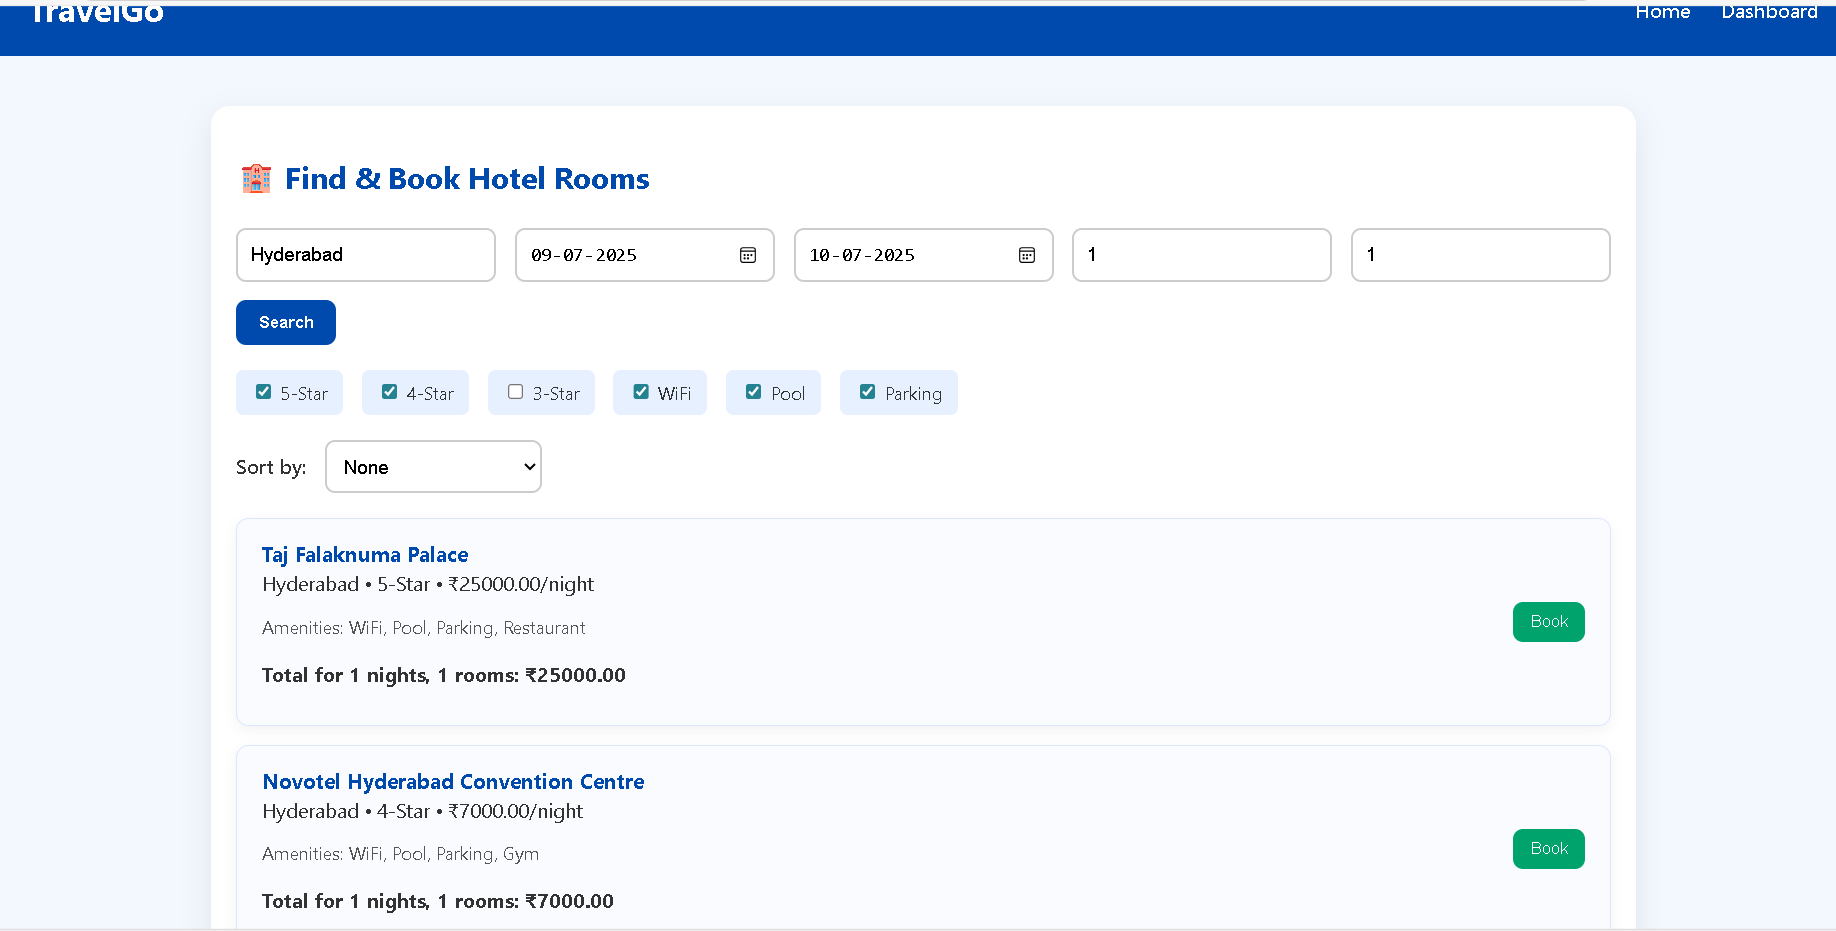 TravelGo
Home Dashboard
Find & Book Hotel Rooms
Hyderabad 09-07-2025 10-07-2025 1 1
Search
5-Star 4-Star 3-Star WiFi Pool Parking
Sort by: None
Taj Falaknuma Palace
Hyderabad • 5-Star • ₹25000.00/night
Amenities: WiFi, Pool, Parking, Restaurant
Total for 1 nights, 1 rooms: ₹25000.00
Book
Novotel Hyderabad Convention Centre
Hyderabad • 4-Star • ₹7000.00/night
Amenities: WiFi, Pool, Parking, Gym
Total for 1 nights, 1 rooms: ₹7000.00
Book